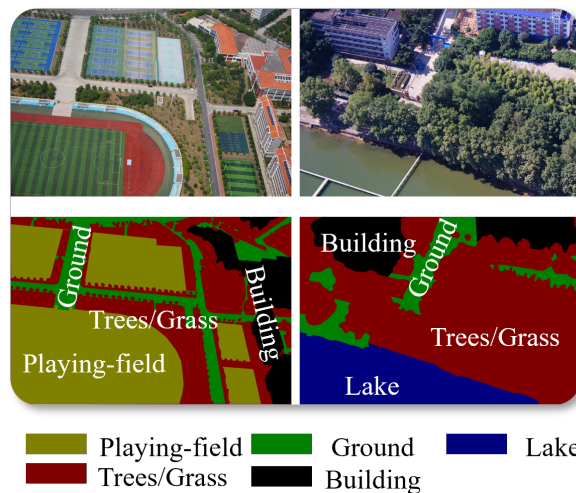 Ground
Building
Trees/Grass
Playing-field
Building
Ground
Trees/Grass
Lake
Playing-field Ground Lake
Trees/Grass Building